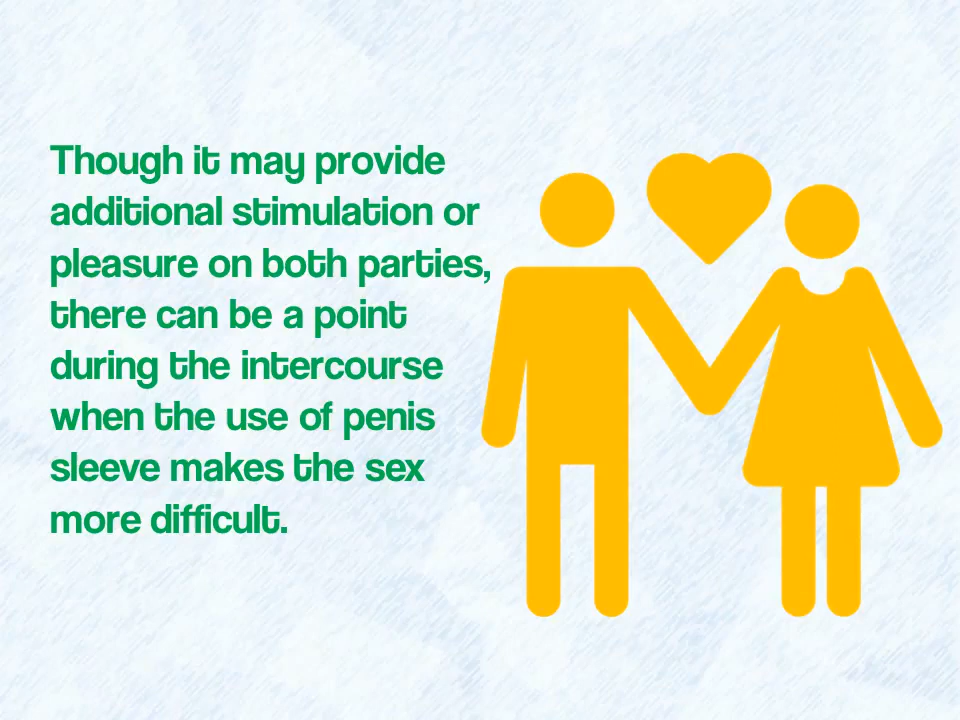 Though it may provide
additional stimulation or
pleasure on both parties,
there can be a point
during the intercourse
when the use of penis
sleeve makes the sex
more difficult.